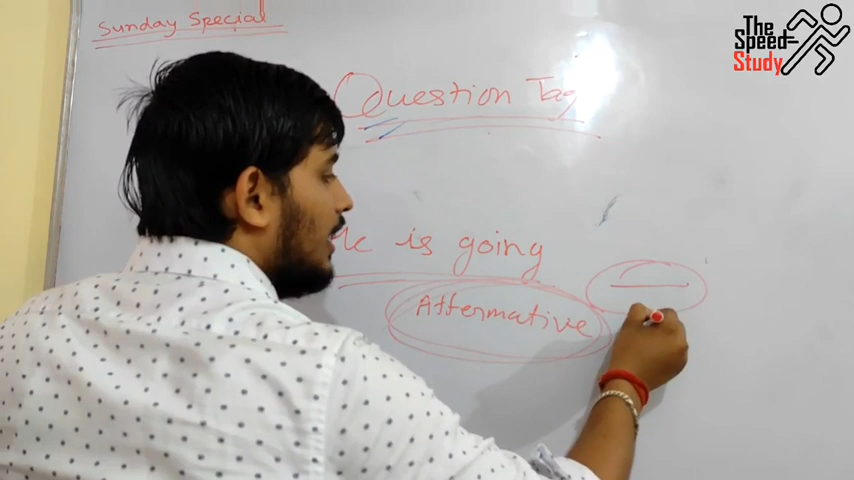 Sunday Special
The
Speed
Study
Question Tag
He is going
Affermative